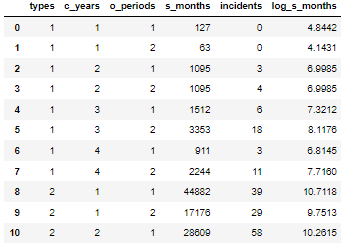 types c_years o_periods s_months incidents log_s_months
0 1 1 1 127 0 4.8442
1 1 1 2 63 0 4.1431
2 1 2 1 1095 3 6.9985
3 1 2 2 1095 4 6.9985
4 1 3 1 1512 6 7.3212
5 1 3 2 3353 18 8.1176
6 1 4 1 911 3 6.8145
7 1 4 2 2244 11 7.7160
8 2 1 1 44882 39 10.7118
9 2 1 2 17176 29 9.7513
10 2 2 1 28609 58 10.2615